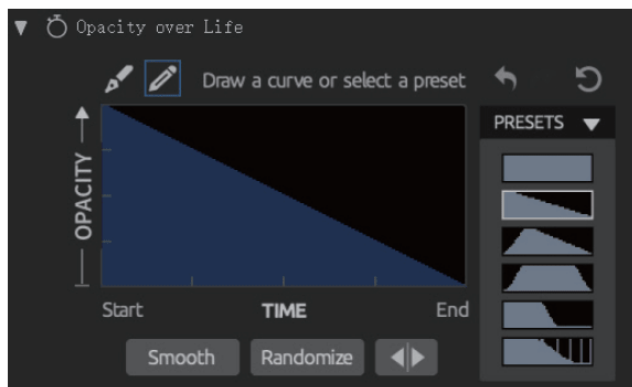 Opacity over Life
Draw a curve or select a preset
PRESETS
OPACITY
Start TIME End
Smooth Randomize